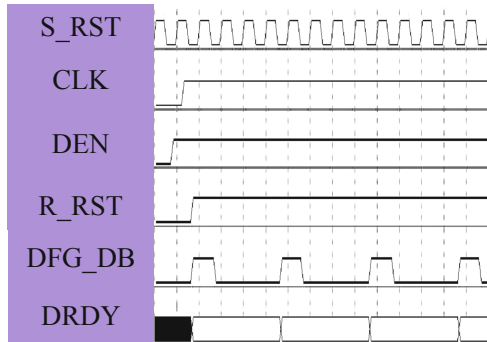 S_RST
CLK
DEN
R_RST
DFG_DB
DRDY